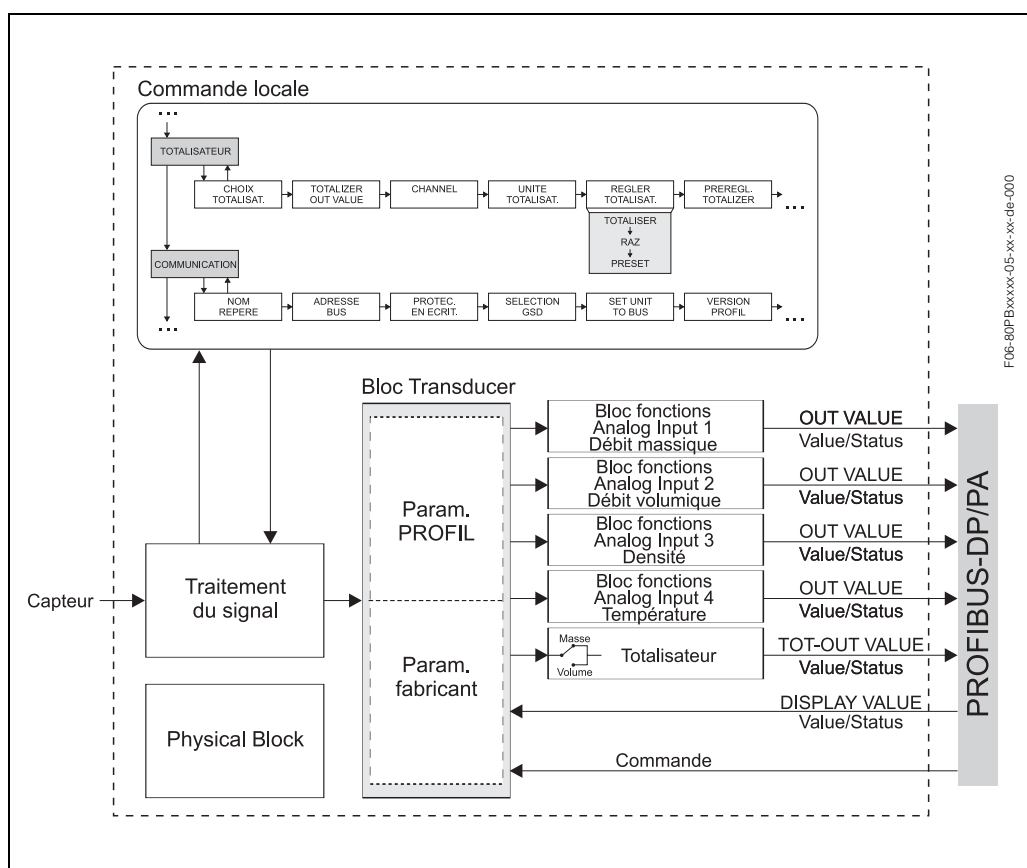 Commande locale
...
TOTALISATEUR
CHOIX
TOTALISAT.
TOTALIZER
OUT VALUE
CHANNEL
UNITE
TOTALISAT.
REGLER
TOTALISAT.
PREREGL.
TOTALIZER
...
TOTALISER
RAZ
PRESET
COMMUNICATION
NOM
REPERE
ADRESSE
BUS
PROTEC.
EN ECRIT.
SELECTION
GSD
SET UNIT
TO BUS
VERSION
PROFIL
...
...
F06-80PBxxxxx-05-xx-xx-de-000
Bloc Transducer
Param.
PROFIL
Param.
fabricant
Capteur
Traitement
du signal
Physical Block
Bloc fonctions
Analog Input 1
Débit massique
OUT VALUE
Value/Status
Bloc fonctions
Analog Input 2
Débit volumique
OUT VALUE
Value/Status
Bloc fonctions
Analog Input 3
Densité
OUT VALUE
Value/Status
Bloc fonctions
Analog Input 4
Température
OUT VALUE
Value/Status
Masse
Volume
Totalisateur
TOT-OUT VALUE
Value/Status
DISPLAY VALUE
Value/Status
Commande
PROFIBUS-DP/PA